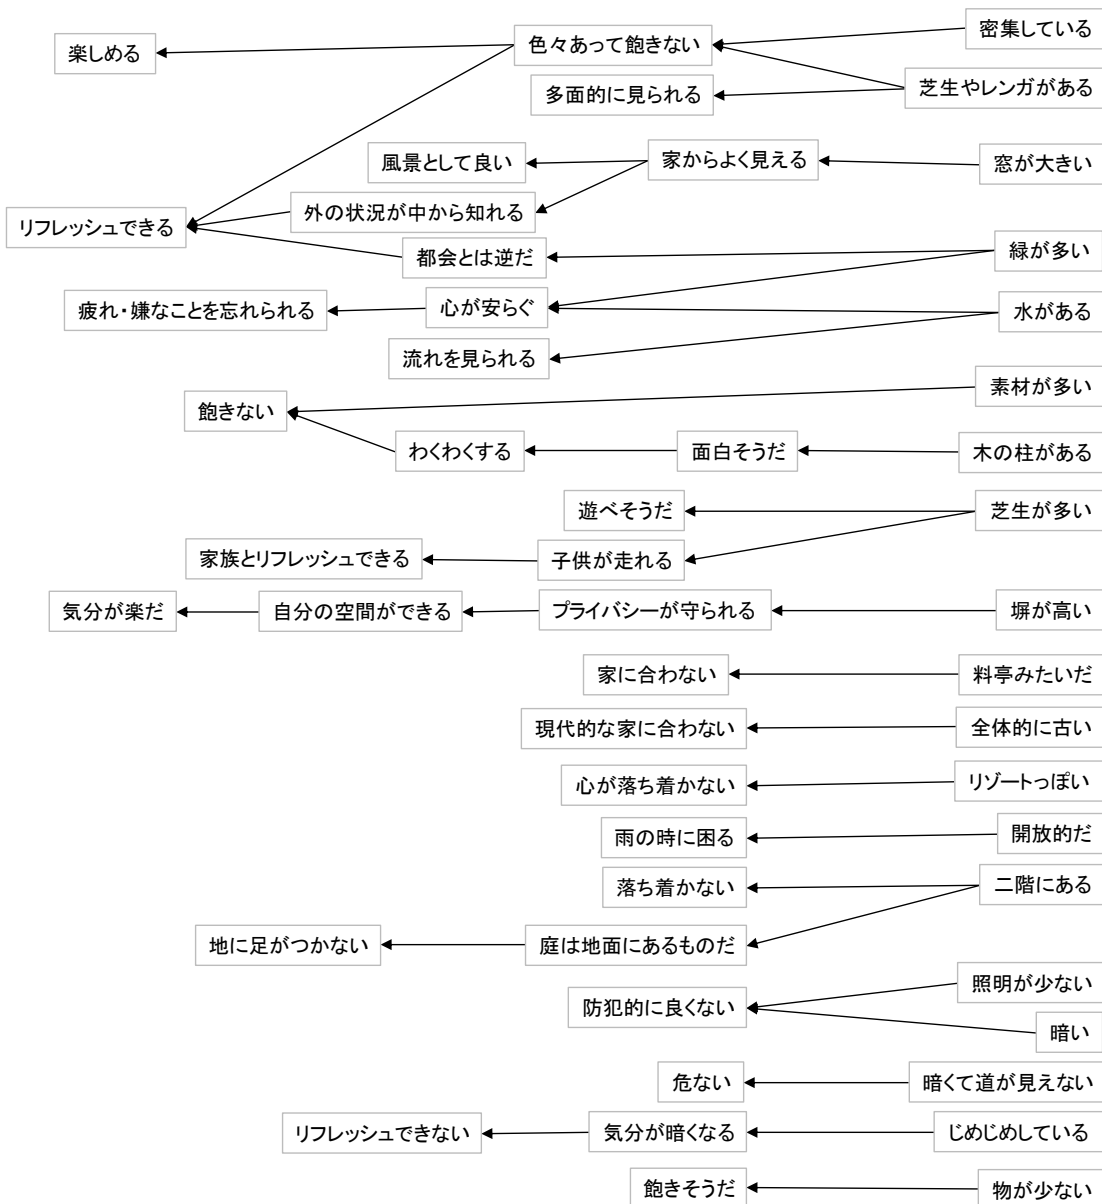 密集している
色々あって飽きない
楽しめる
芝生やレンガがある
多面的に見られる
風景として良い
家からよく見える
窓が大きい
外の状況が中から知れる
リフレッシュできる
都会とは逆だ
緑が多い
疲れ・嫌なことを忘れられる
心が安らぐ
水がある
流れを見られる
素材が多い
飽きない
わくわくする
面白そうだ
木の柱がある
遊べそうだ
芝生が多い
家族とリフレッシュできる
子供が走れる
気分が楽だ
自分の空間ができる
プライバシーが守られる
塀が高い
家に合わない
料亭みたいだ
現代的な家に合わない
全体的に古い
心が落ち着かない
リゾートっぽい
雨の時に困る
開放的だ
落ち着かない
二階にある
地に足がつかない
庭は地面にあるものだ
照明が少ない
防犯的に良くない
暗い
危ない
暗くて道が見えない
リフレッシュできない
気分が暗くなる
じめじめしている
飽きそうだ
物が少ない